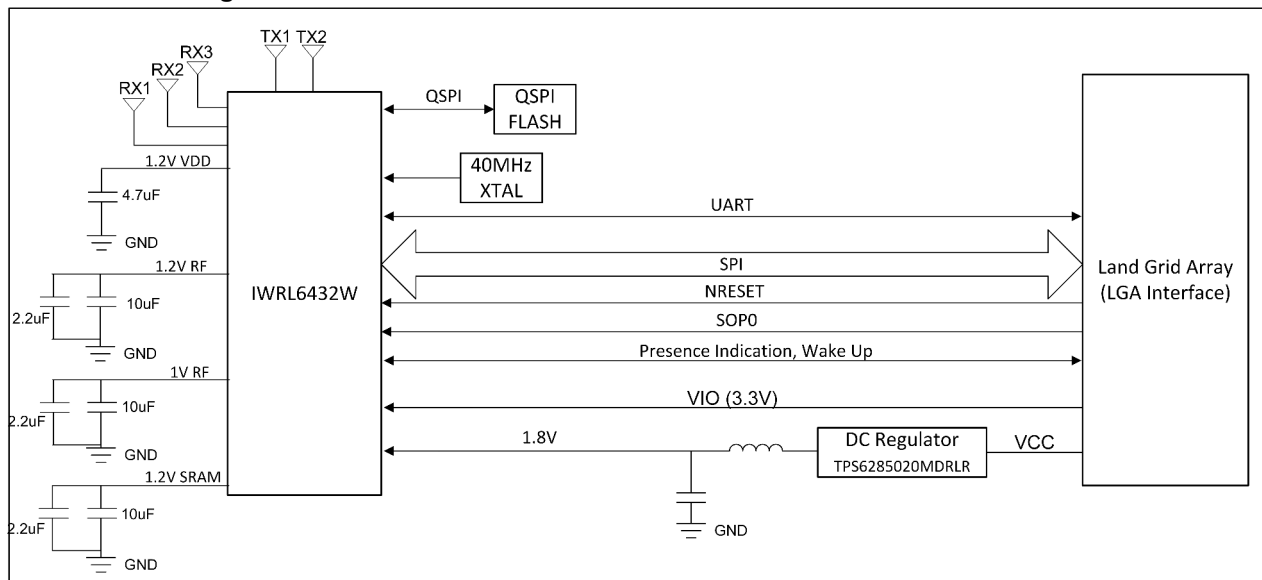 TX1 TX2
RX3
RX2
RX1
QSPI
QSPI
FLASH
1.2V VDD
40MHz
XTAL
4.7uF
UART
GND
SPI
1.2V RF
IWRL6432W
Land Grid Array
(LGA Interface)
NRESET
10uF
2.2uF
SOP0
GND
Presence Indication, Wake Up
1V RF
VIO (3.3V)
10uF
2.2uF
1.8V
DC Regulator
TPS6285020MDRLR
VCC
GND
1.2V SRAM
10uF
2.2uF
GND
GND